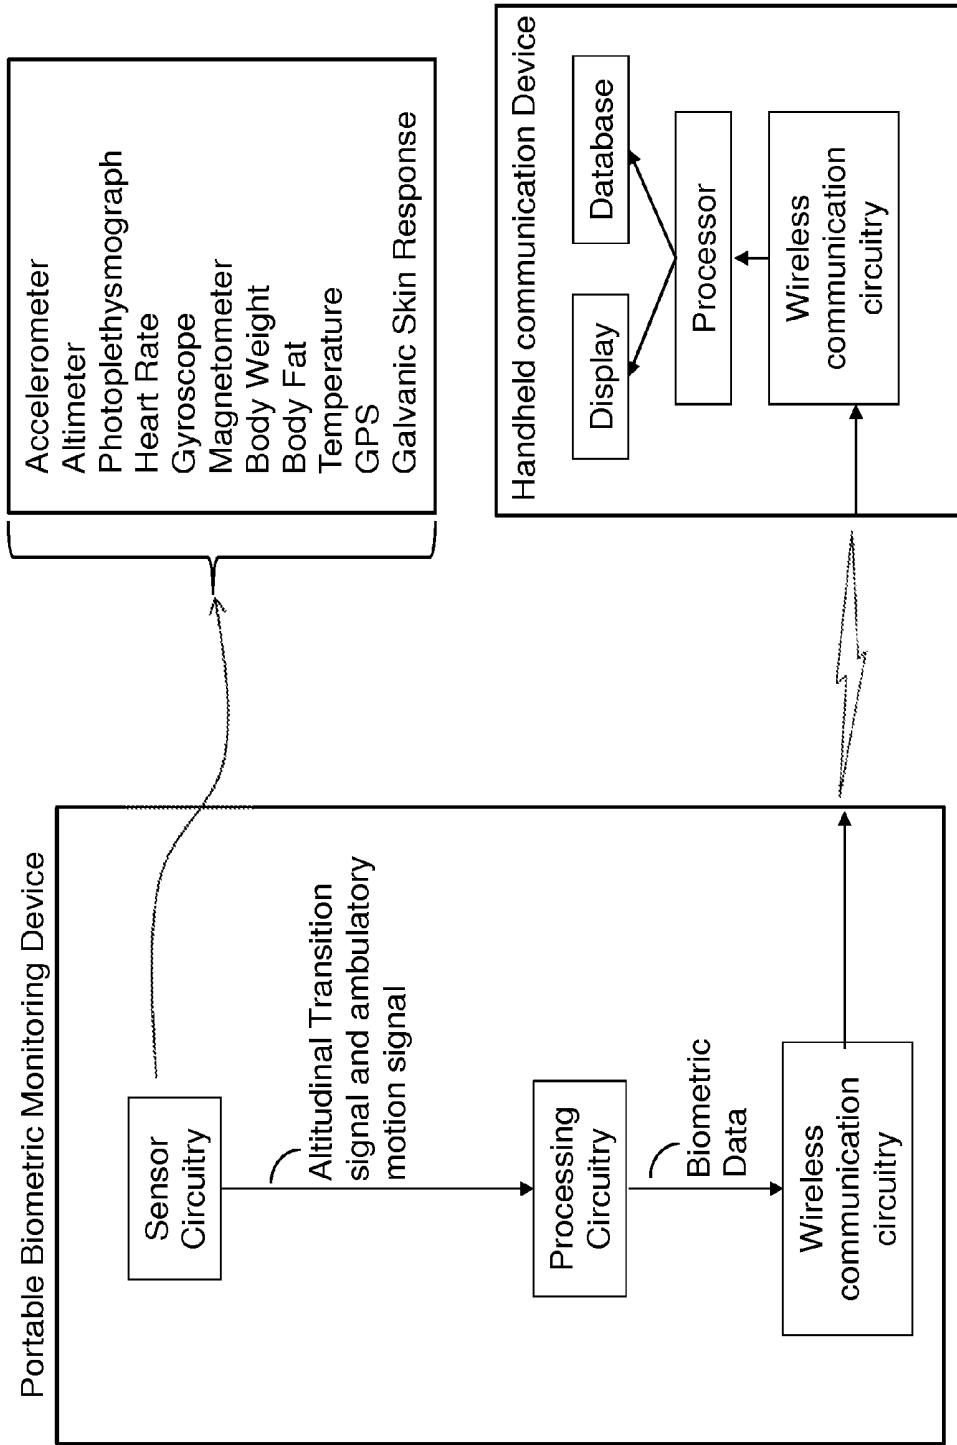 Portable Biometric Monitoring Device
Sensor
Circuitry
Altitudinal Transition
signal and ambulatory
motion signal
Processing
Circuitry
Biometric
Data
Wireless
communication
circuitry
Accelerometer
Altimeter
Photoplethysmograph
Heart Rate
Gyroscope
Magnetometer
Body Weight
Body Fat
Temperature
GPS
Galvanic Skin Response
Handheld communication Device
Display
Database
Processor
Wireless
communication
circuitry